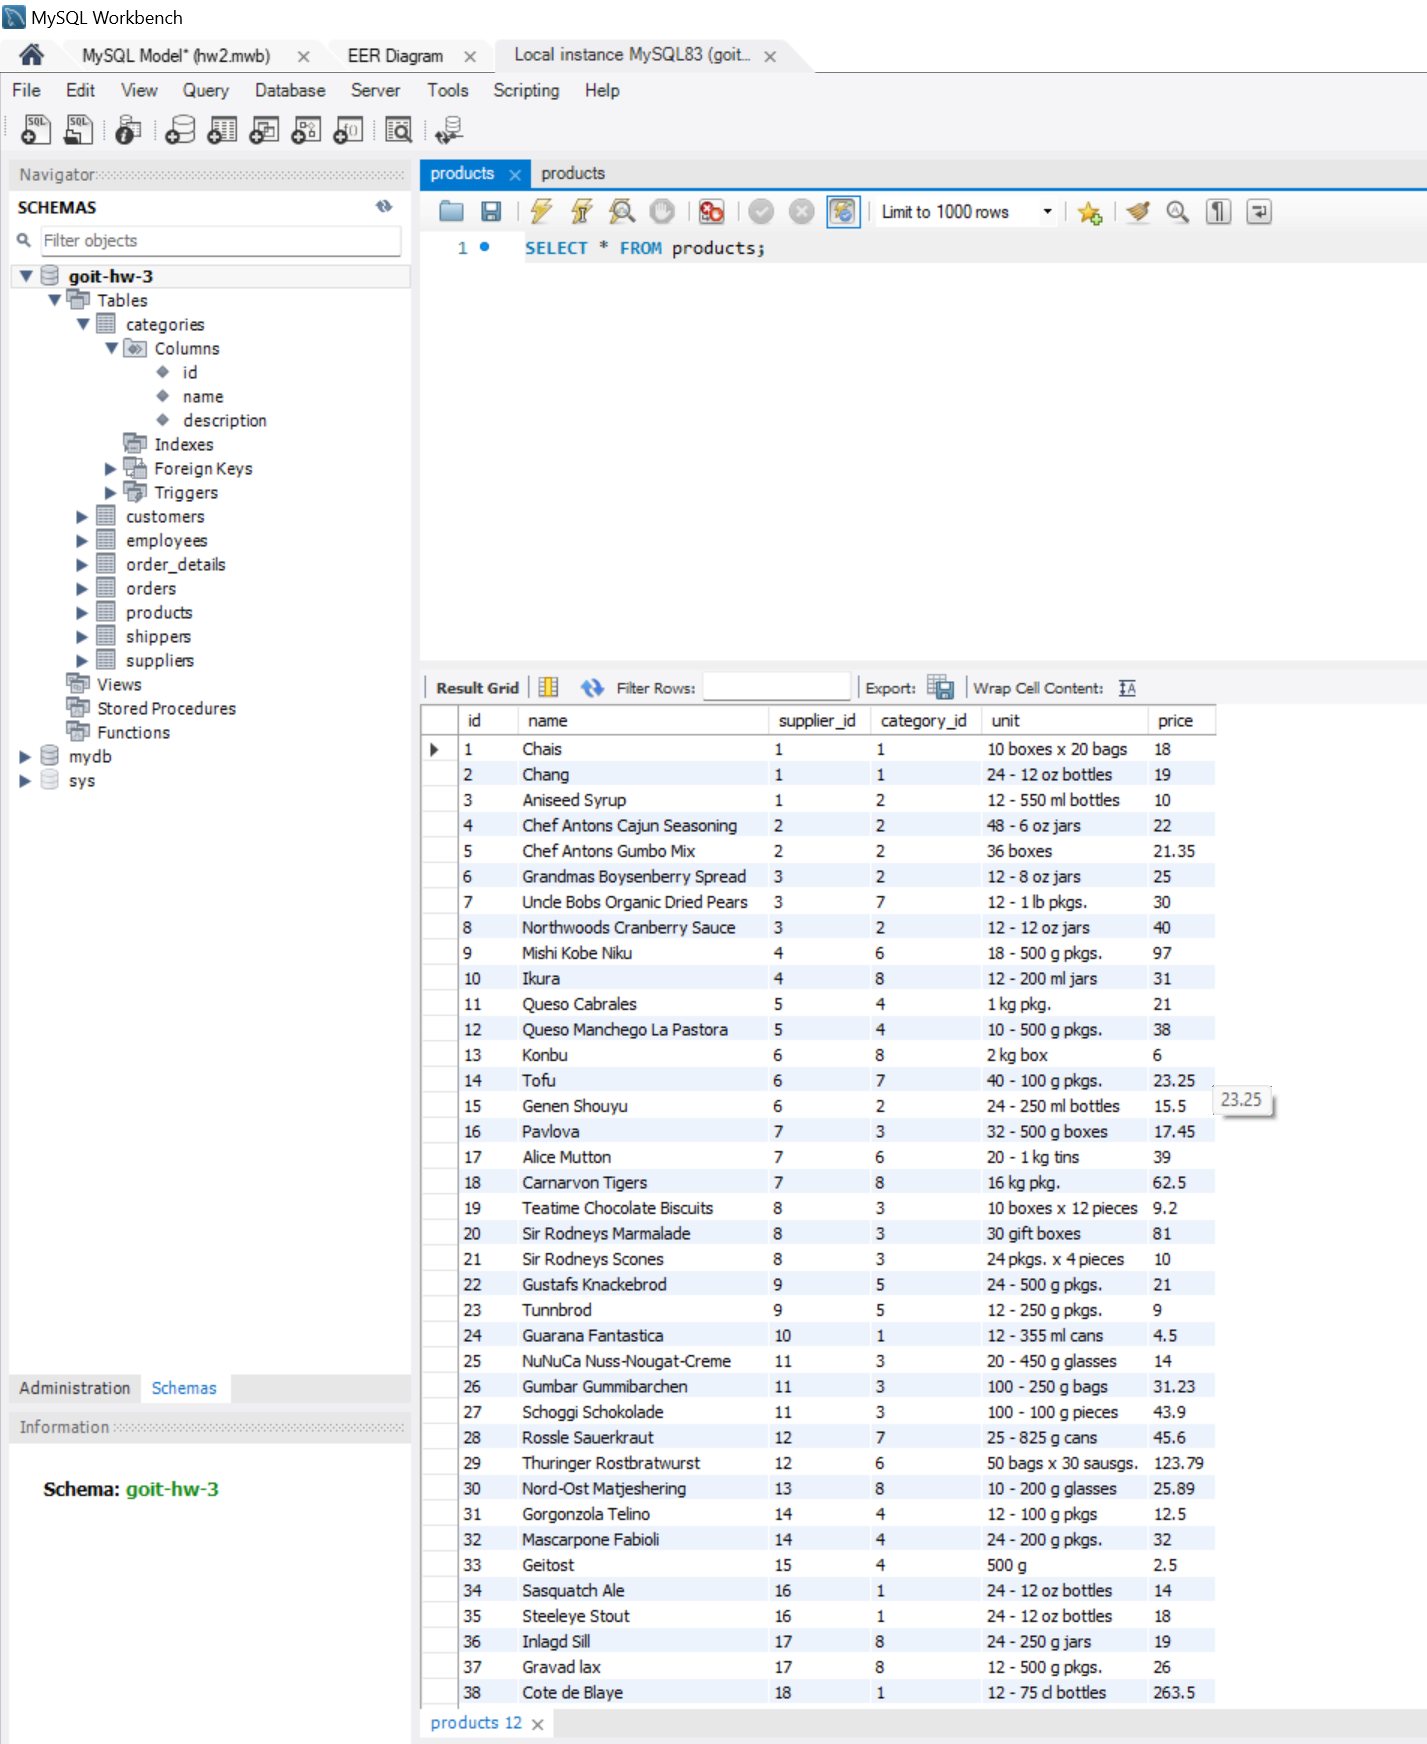 MySQL Workbench
MySQL Model* (hw2.mwb) EER Diagram Local instance MySQL83 (goit...
File Edit View Query Database Server Tools Scripting Help
SQL SQL
Navigator
SCHEMAS
Filter objects
goit-hw-3
Tables
categories
Columns
id
name
description
Indexes
Foreign Keys
Triggers
customers
employees
order_details
orders
products
shippers
suppliers
Views
Stored Procedures
Functions
mydb
sys
Administration Schemas
Information
Schema: goit-hw-3
products products
Limit to 1000 rows
1 SELECT * FROM products;
Result Grid Filter Rows: Export: Wrap Cell Content: IA
id name supplier_id category_id unit price
1 Chais 1 1 10 boxes x 20 bags 18
2 Chang 1 1 24 - 12 oz bottles 19
3 Aniseed Syrup 1 2 12 - 550 ml bottles 10
4 Chef Antons Cajun Seasoning 2 2 48 - 6 oz jars 22
5 Chef Antons Gumbo Mix 2 2 36 boxes 21.35
6 Grandmas Boysenberry Spread 3 2 12 - 8 oz jars 25
7 Uncle Bobs Organic Dried Pears 3 7 12 - 1 lb pkgs. 30
8 Northwoods Cranberry Sauce 3 2 12 - 12 oz jars 40
9 Mishi Kobe Niku 4 6 18 - 500 g pkgs. 97
10 Ikura 4 8 12 - 200 ml jars 31
11 Queso Cabrales 5 4 1 kg pkg. 21
12 Queso Manchego La Pastora 5 4 10 - 500 g pkgs. 38
13 Konbu 6 8 2 kg box 6
14 Tofu 6 7 40 - 100 g pkgs. 23.25
23.25
15 Genen Shouyu 6 2 24 - 250 ml bottles 15.5
16 Pavlova 7 3 32 - 500 g boxes 17.45
17 Alice Mutton 7 6 20 - 1 kg tins 39
18 Carnarvon Tigers 7 8 16 kg pkg. 62.5
19 Teatime Chocolate Biscuits 8 3 10 boxes x 12 pieces 9.2
20 Sir Rodneys Marmalade 8 3 30 gift boxes 81
21 Sir Rodneys Scones 8 3 24 pkgs. x 4 pieces 10
22 Gustafs Knackebrod 9 5 24 - 500 g pkgs. 21
23 Tunnbrod 9 5 12 - 250 g pkgs. 9
24 Guarana Fantastica 10 1 12 - 355 ml cans 4.5
25 NuNuCa Nuss-Nougat-Creme 11 3 20 - 450 g glasses 14
26 Gumbar Gummibarchen 11 3 100 - 250 g bags 31.23
27 Schoggi Schokolade 11 3 100 - 100 g pieces 43.9
28 Rossle Sauerkraut 12 7 25 - 825 g cans 45.6
29 Thuringer Rostbratwurst 12 6 50 bags x 30 sausgs. 123.79
30 Nord-Ost Matjeshering 13 8 10 - 200 g glasses 25.89
31 Gorgonzola Telino 14 4 12 - 100 g pkgs 12.5
32 Mascarpone Fabioli 14 4 24 - 200 g pkgs. 32
33 Geitost 15 4 500 g 2.5
34 Sasquatch Ale 16 1 24 - 12 oz bottles 14
35 Steeleye Stout 16 1 24 - 12 oz bottles 18
36 Inlagd Sill 17 8 24 - 250 g jars 19
37 Gravad lax 17 8 12 - 500 g pkgs. 26
38 Cote de Blaye 18 1 12 - 75 cl bottles 263.5
products 12